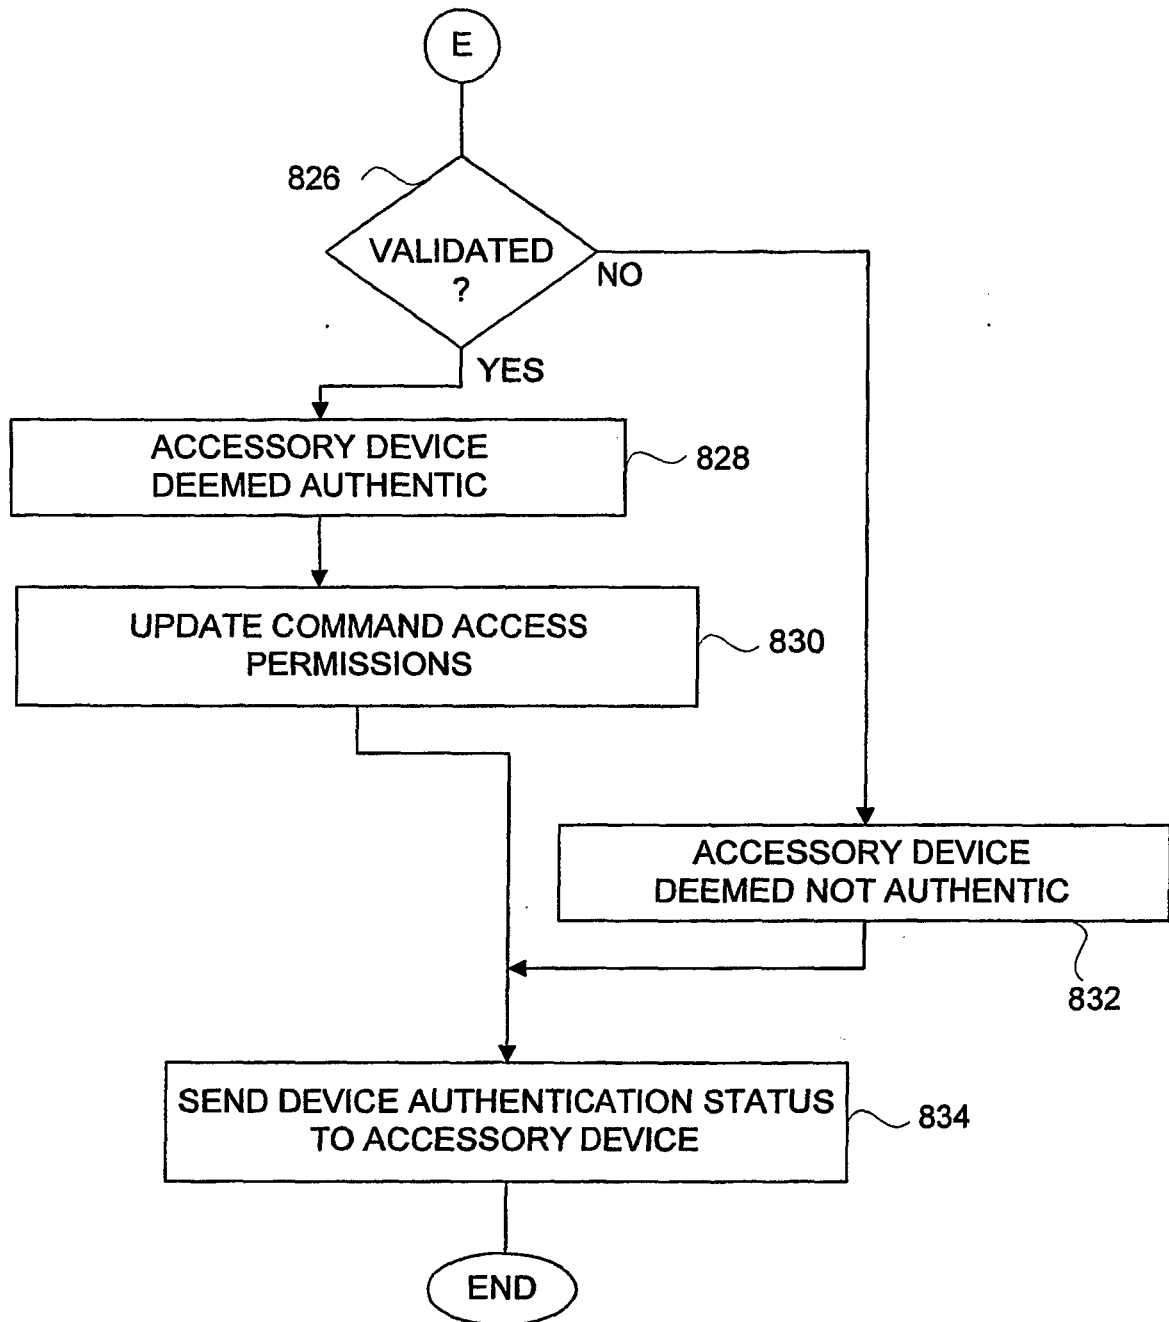 E
826
VALIDATED
?
NO
YES
ACCESSORY DEVICE
DEEMED AUTHENTIC
828
UPDATE COMMAND ACCESS
PERMISSIONS
830
ACCESSORY DEVICE
DEEMED NOT AUTHENTIC
832
SEND DEVICE AUTHENTICATION STATUS
TO ACCESSORY DEVICE
834
END